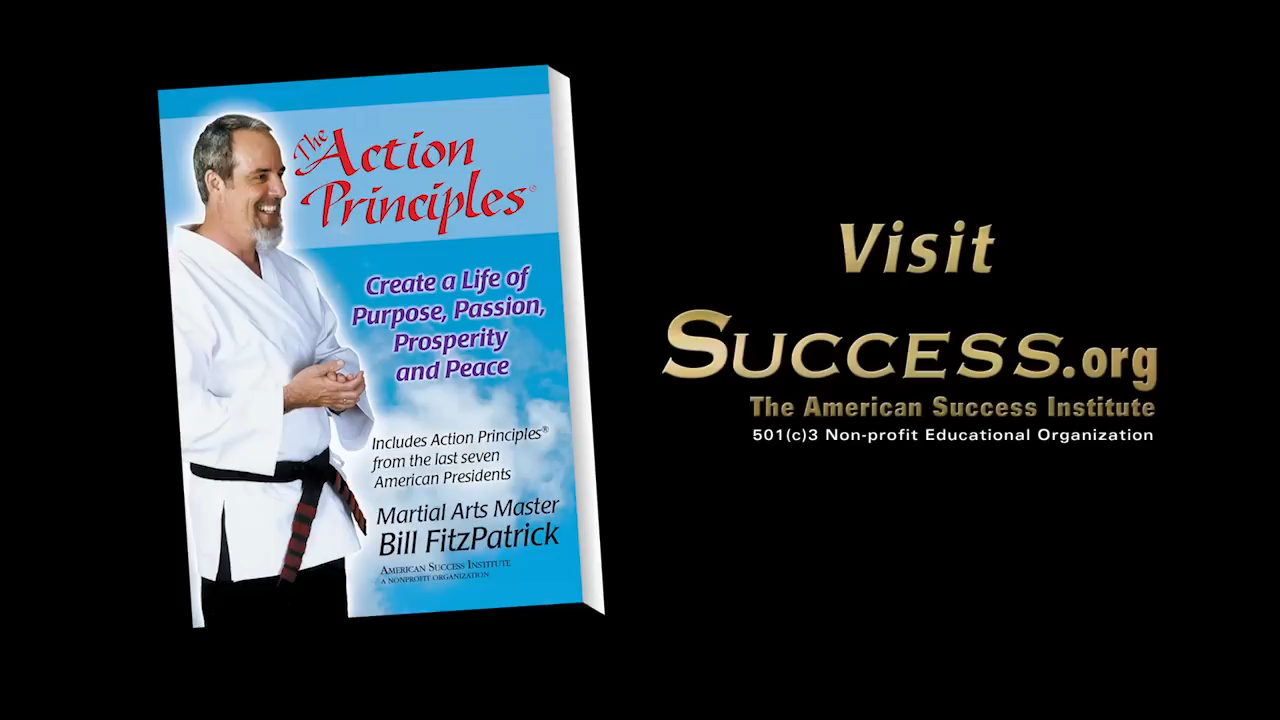 The Action
Principles®
Create a Life of
Purpose, Passion,
Prosperity
and Peace
Includes Action Principles®
from the last seven
American Presidents
Martial Arts Master
Bill FitzPatrick
AMERICAN SUCCESS INSTITUTE
A NONPROFIT ORGANIZATION
Visit
SUCCESS.org
The American Success Institute
501(c)3 Non-profit Educational Organization